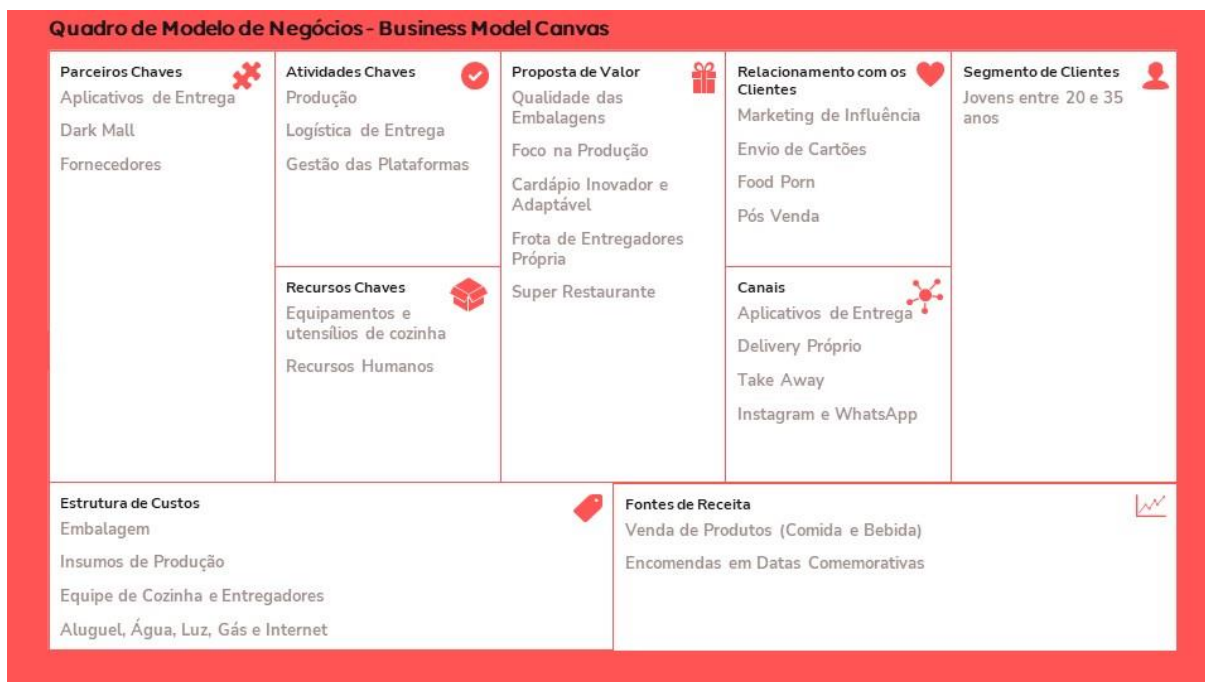 Quadro de Modelo de Negócios - Business Model Canvas
Parceiros Chaves
Aplicativos de Entrega
Dark Mall
Fornecedores
Atividades Chaves
Produção
Logística de Entrega
Gestão das Plataformas
Recursos Chaves
Equipamentos e
utensílios de cozinha
Recursos Humanos
Proposta de Valor
Qualidade das
Embalagens
Foco na Produção
Cardápio Inovador e
Adaptável
Frota de Entregadores
Própria
Super Restaurante
Relacionamento com os
Clientes
Marketing de Influência
Envio de Cartões
Food Porn
Pós Venda
Canais
Aplicativos de Entrega
Delivery Próprio
Take Away
Instagram e WhatsApp
Segmento de Clientes
Jovens entre 20 e 35
anos
Estrutura de Custos
Embalagem
Insumos de Produção
Equipe de Cozinha e Entregadores
Aluguel, Água, Luz, Gás e Internet
Fontes de Receita
Venda de Produtos (Comida e Bebida)
Encomendas em Datas Comemorativas